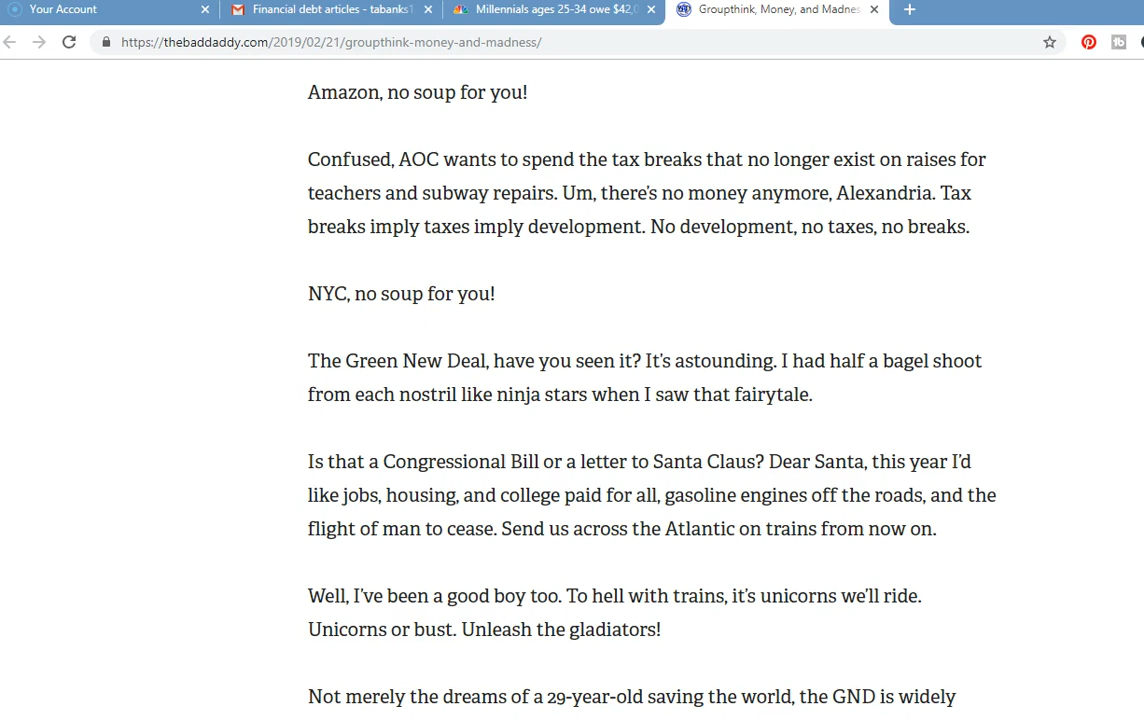 Your Account
Financial debt articles - tabanks1
Millennials ages 25-34 owe $42,0
Groupthink, Money, and Madnes
https://thebaddaddy.com/2019/02/21/groupthink-money-and-madness/
Amazon, no soup for you!
Confused, AOC wants to spend the tax breaks that no longer exist on raises for
teachers and subway repairs. Um, there's no money anymore, Alexandria. Tax
breaks imply taxes imply development. No development, no taxes, no breaks.
NYC, no soup for you!
The Green New Deal, have you seen it? It's astounding. I had half a bagel shoot
from each nostril like ninja stars when I saw that fairytale.
Is that a Congressional Bill or a letter to Santa Claus? Dear Santa, this year I'd
like jobs, housing, and college paid for all, gasoline engines off the roads, and the
flight of man to cease. Send us across the Atlantic on trains from now on.
Well, I've been a good boy too. To hell with trains, it's unicorns we'll ride.
Unicorns or bust. Unleash the gladiators!
Not merely the dreams of a 29-year-old saving the world, the GND is widely